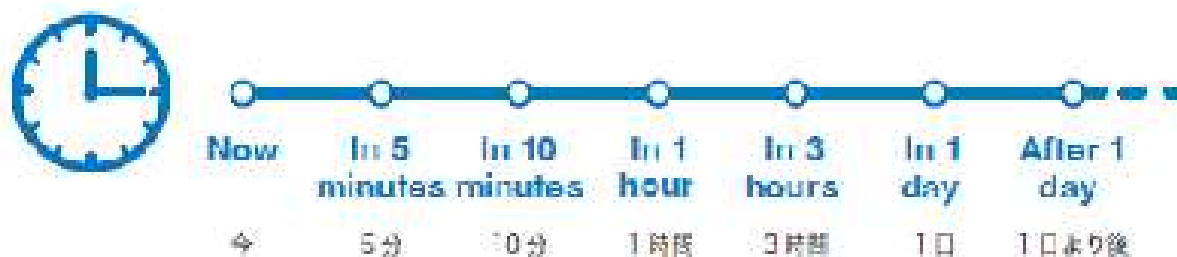 Now
In 5 minutes
In 10 minutes
In 1 hour
In 3 hours
In 1 day
After 1 day
今
5分
10分
1時間
3時間
1日
1日より後